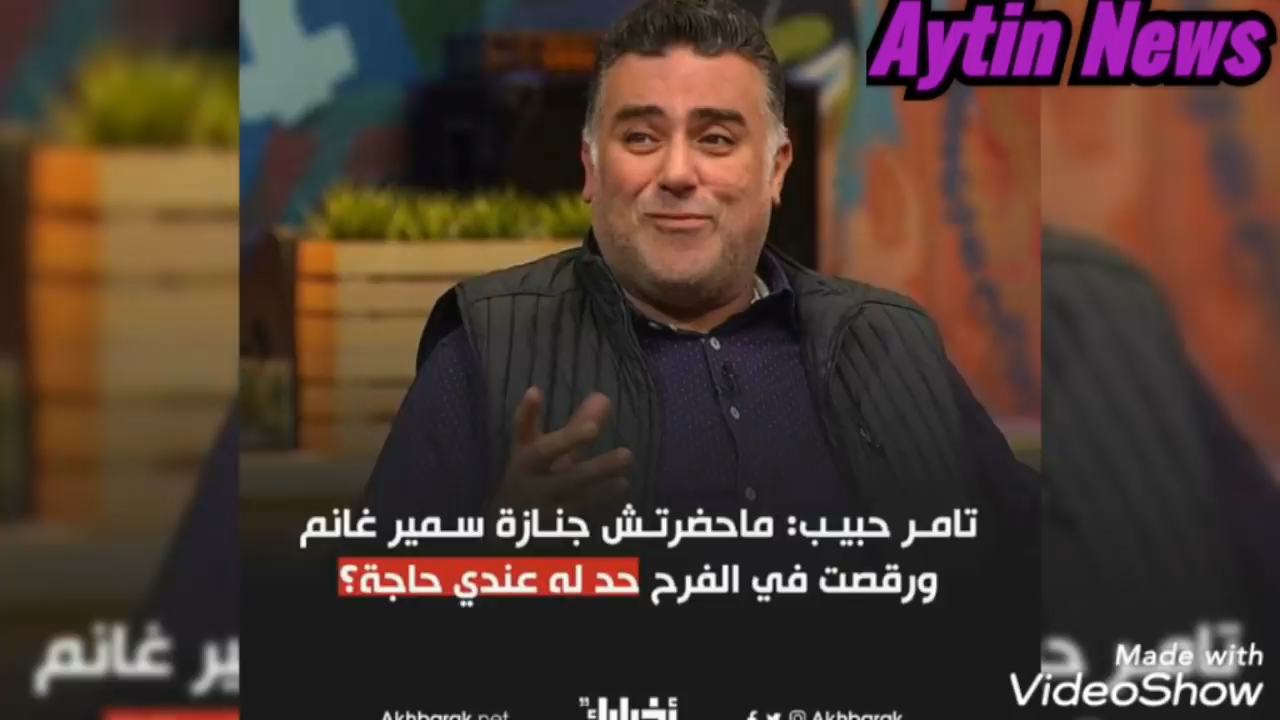 Aytin News
تامر حبيب: ماحضرتش جنازة سمير غانم
ورقصت في الفرح حد له عندي حاجة؟
Made with
VideoShow
Akhbarak.net أخبارك Akhbarak